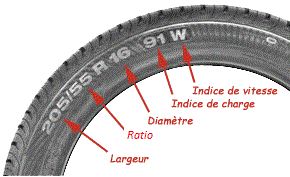 205/55 R 16 91 W
Indice de vitesse
Indice de charge
Diamètre
Ratio
Largeur